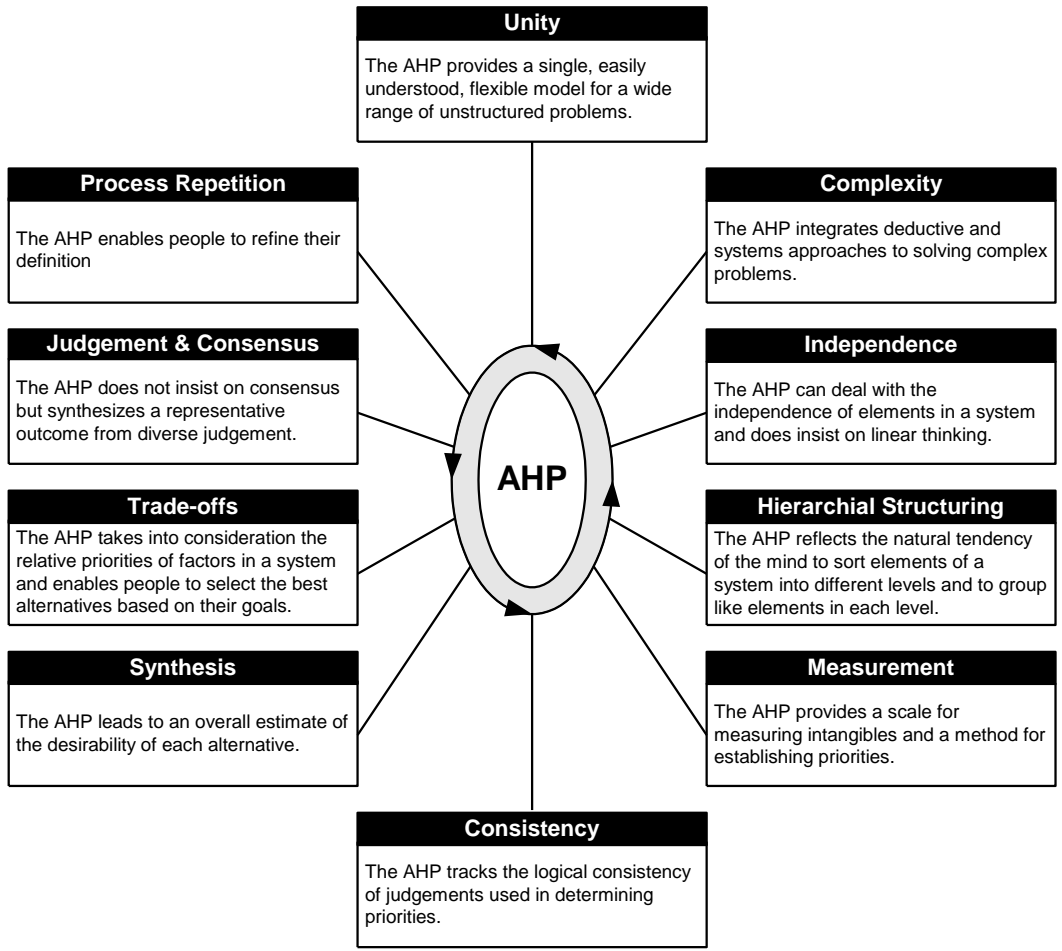 Unity
The AHP provides a single, easily
understood, flexible model for a wide
range of unstructured problems.
Process Repetition
The AHP enables people to refine their
definition
Complexity
The AHP integrates deductive and
systems approaches to solving complex
problems.
Judgement & Consensus
The AHP does not insist on consensus
but synthesizes a representative
outcome from diverse judgement.
Independence
The AHP can deal with the
independence of elements in a system
and does insist on linear thinking.
AHP
Trade-offs
The AHP takes into consideration the
relative priorities of factors in a system
and enables people to select the best
alternatives based on their goals.
Hierarchial Structuring
The AHP reflects the natural tendency
of the mind to sort elements of a
system into different levels and to group
like elements in each level.
Synthesis
The AHP leads to an overall estimate of
the desirability of each alternative.
Measurement
The AHP provides a scale for
measuring intangibles and a method for
establishing priorities.
Consistency
The AHP tracks the logical consistency
of judgements used in determining
priorities.